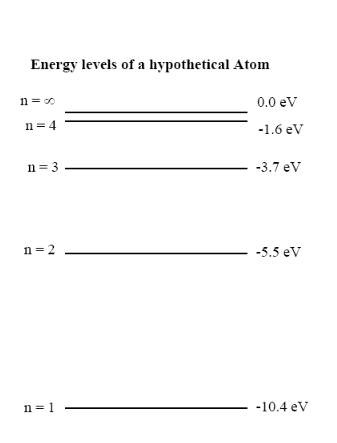 Energy levels of a hypothetical Atom
n = ∞ 0.0 eV
n = 4 -1.6 eV
n = 3 -3.7 eV
n = 2 -5.5 eV
n = 1 -10.4 eV